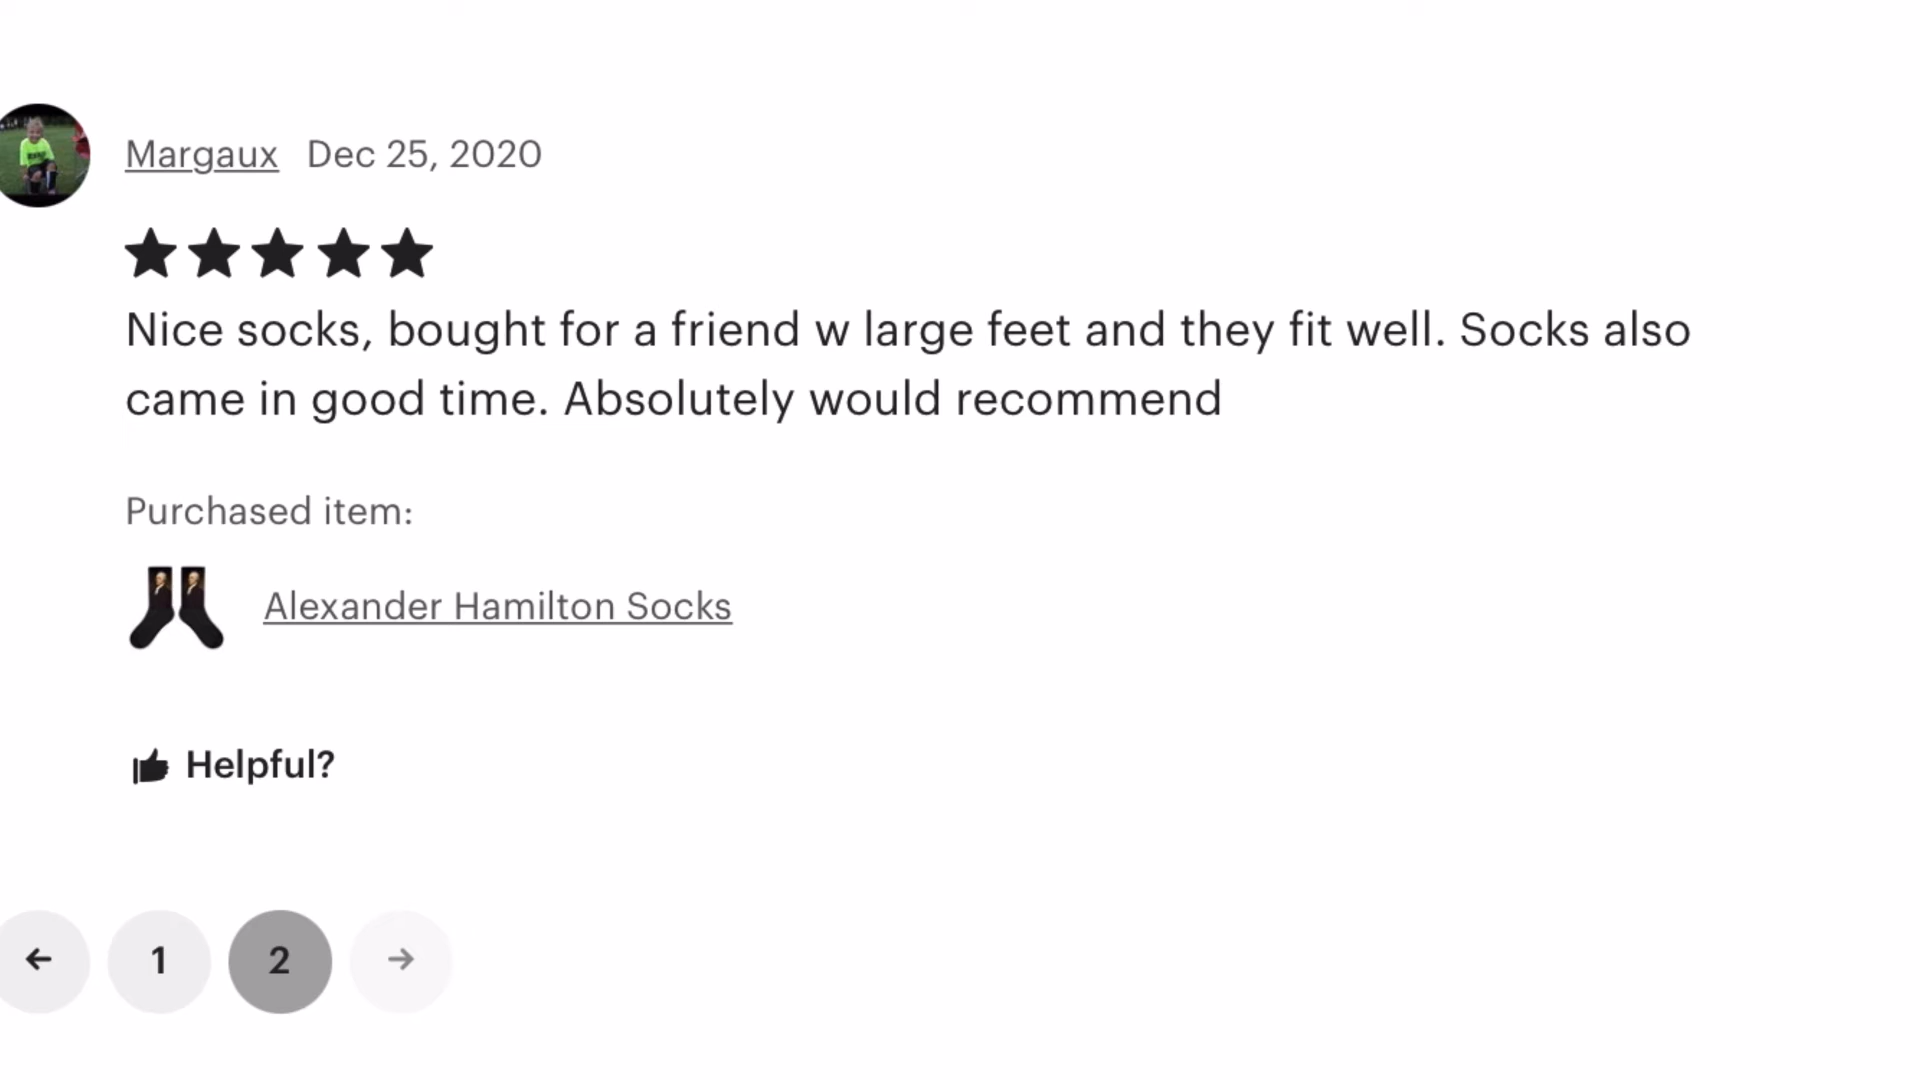 Margaux Dec 25, 2020
Nice socks, bought for a friend w large feet and they fit well. Socks also
came in good time. Absolutely would recommend
Purchased item:
Alexander Hamilton Socks
Helpful?
1 2